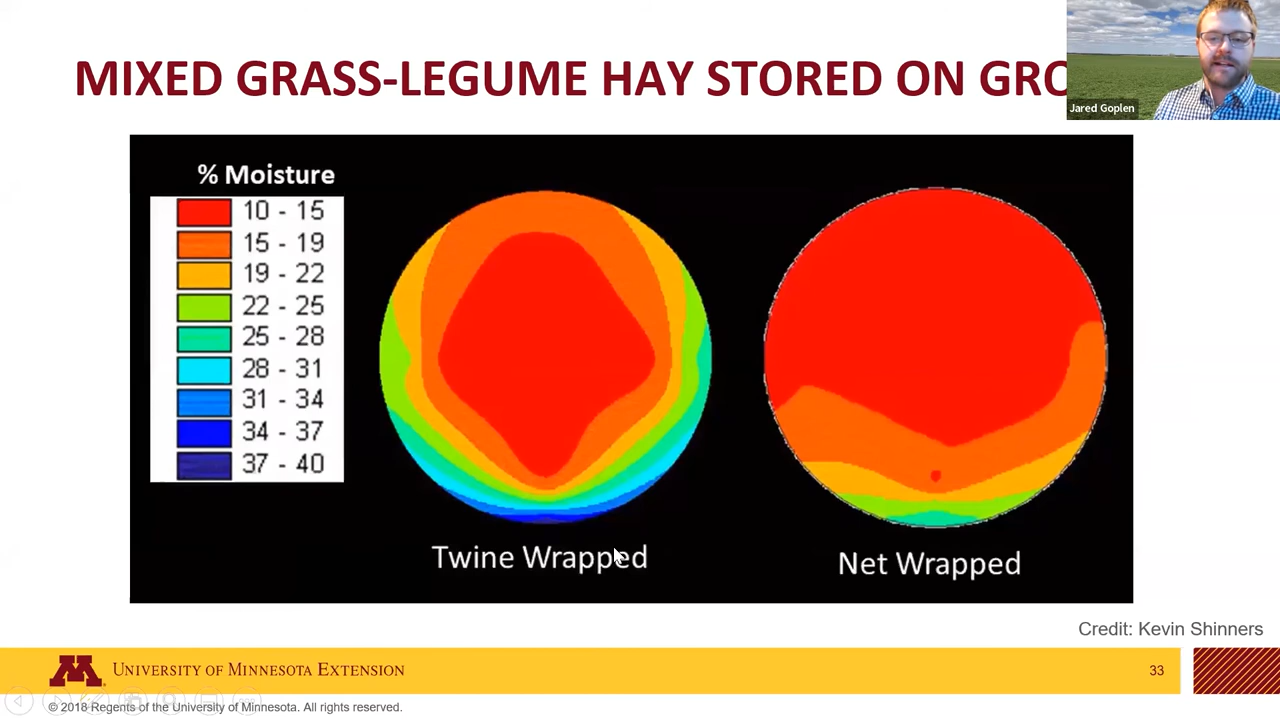 MIXED GRASS-LEGUME HAY STORED ON GRO
Jared Goplen
% Moisture
10 - 15
15 - 19
19 - 22
22 - 25
25 - 28
28 - 31
31 - 34
34 - 37
37 - 40
Twine Wrapped
Net Wrapped
Credit: Kevin Shinners
M
UNIVERSITY OF MINNESOTA EXTENSION
33
© 2018 Regents of the University of Minnesota. All rights reserved.